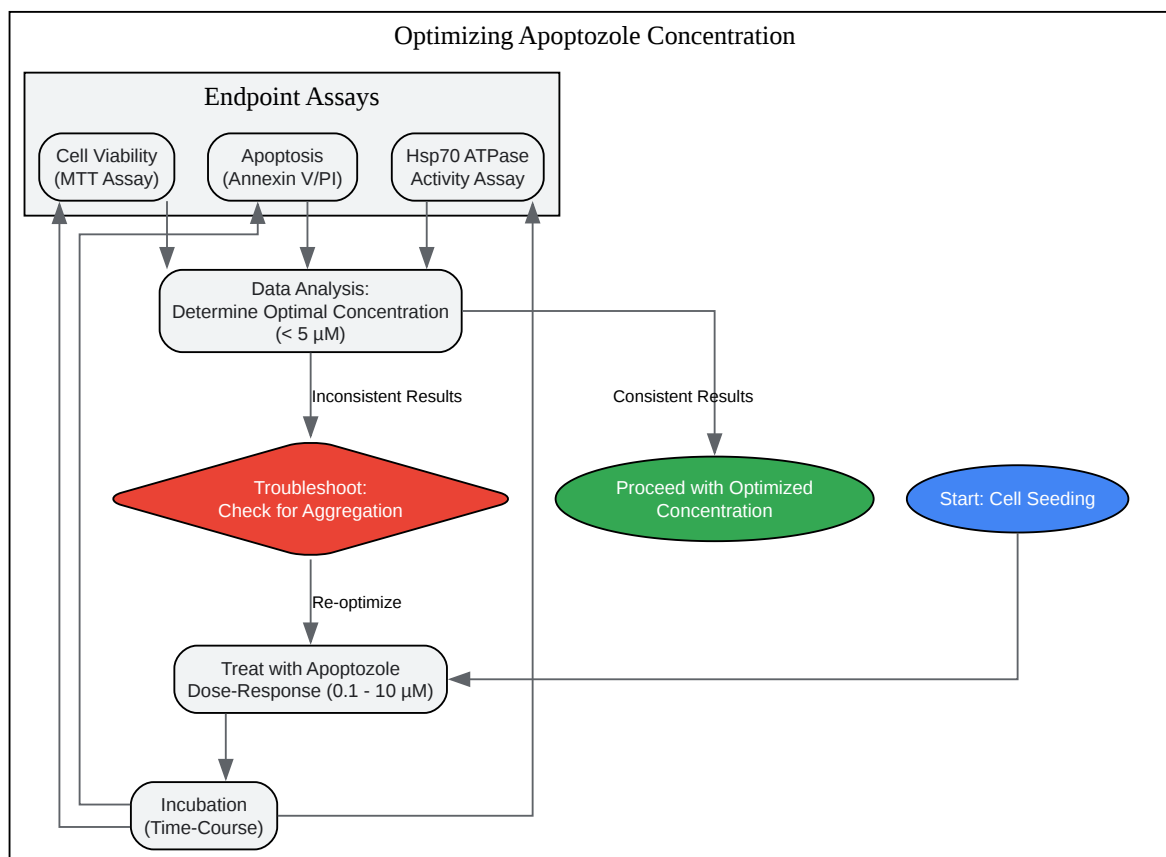 Optimizing Apoptozole Concentration
Endpoint Assays
Cell Viability
(MTT Assay)
Apoptosis
(Annexin V/PI)
Hsp70 ATPase
Activity Assay
Data Analysis:
Determine Optimal Concentration
(< 5 µM)
Inconsistent Results
Consistent Results
Troubleshoot:
Check for Aggregation
Proceed with Optimized
Concentration
Start: Cell Seeding
Re-optimize
Treat with Apoptozole
Dose-Response (0.1 - 10 µM)
Incubation
(Time-Course)